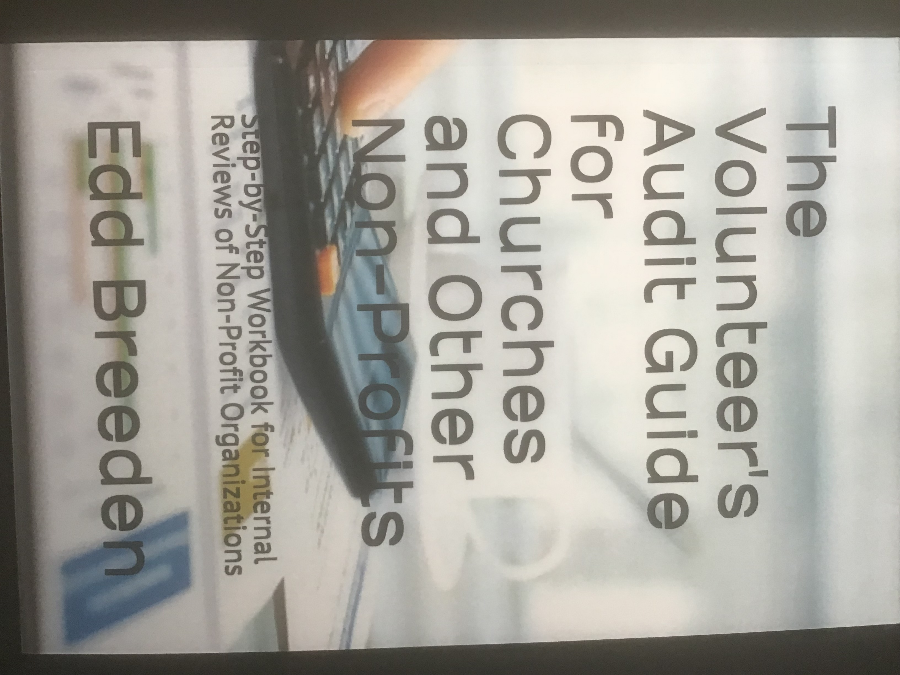 The
Volunteer's
Audit Guide
for
Churches
and Other
Non-Profits
Step-by-Step Workbook for Internal
Reviews of Non-Profit Organizations
Edd Breeden